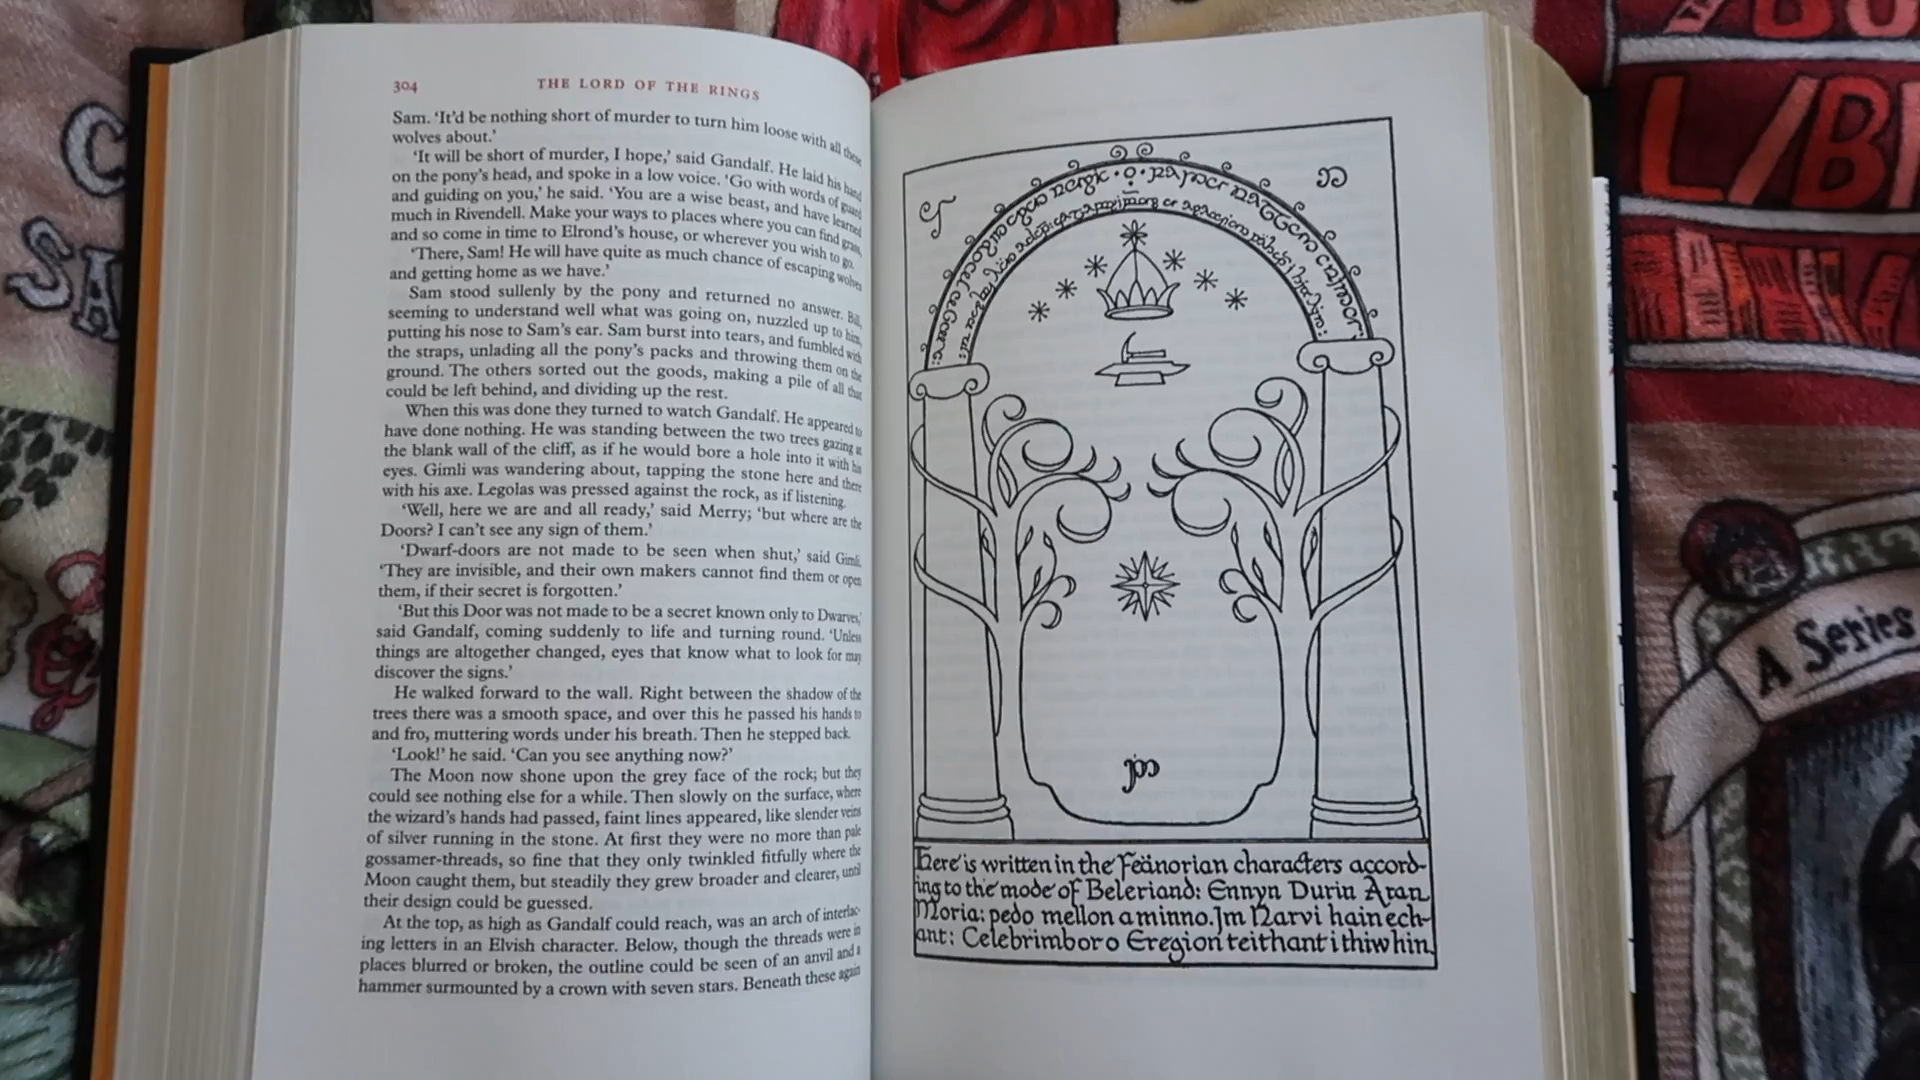 304
THE LORD OF THE RINGS
Sam. ‘It’d be nothing short of murder to turn him loose with all these
wolves about.’
‘It will be short of murder, I hope,’ said Gandalf. He laid his hand
on the pony’s head, and spoke in a low voice. ‘Go with words of guard
and guiding on you,’ he said. ‘You are a wise beast, and have learned
much in Rivendell. Make your ways to places where you can find grass,
and so come in time to Elrond’s house, or wherever you wish to go.
‘There, Sam! He will have quite as much chance of escaping wolves
and getting home as we have.’
Sam stood sullenly by the pony and returned no answer. Bill,
seeming to understand well what was going on, nuzzled up to him,
putting his nose to Sam’s ear. Sam burst into tears, and fumbled with
the straps, unlading all the pony’s packs and throwing them on the
ground. The others sorted out the goods, making a pile of all that
could be left behind, and dividing up the rest.
When this was done they turned to watch Gandalf. He appeared to
have done nothing. He was standing between the two trees gazing at
the blank wall of the cliff, as if he would bore a hole into it with his
eyes. Gimli was wandering about, tapping the stone here and there
with his axe. Legolas was pressed against the rock, as if listening.
‘Well, here we are and all ready,’ said Merry; ‘but where are the
Doors? I can’t see any sign of them.’
‘Dwarf-doors are not made to be seen when shut,’ said Gimli.
‘They are invisible, and their own makers cannot find them or open
them, if their secret is forgotten.’
‘But this Door was not made to be a secret known only to Dwarves,’
said Gandalf, coming suddenly to life and turning round. ‘Unless
things are altogether changed, eyes that know what to look for may
discover the signs.’
He walked forward to the wall. Right between the shadow of the
trees there was a smooth space, and over this he passed his hands to
and fro, muttering words under his breath. Then he stepped back.
‘Look!’ he said. ‘Can you see anything now?’
The Moon now shone upon the grey face of the rock; but they
could see nothing else for a while. Then slowly on the surface, where
the wizard’s hands had passed, faint lines appeared, like slender veins
of silver running in the stone. At first they were no more than pale
gossamer-threads, so fine that they only twinkled fitfully where the
Moon caught them, but steadily they grew broader and clearer, until
their design could be guessed.
At the top, as high as Gandalf could reach, was an arch of interlac-
ing letters in an Elvish character. Below, though the threads were in
places blurred or broken, the outline could be seen of an anvil and a
hammer surmounted by a crown with seven stars. Beneath these again
Here is written in the Fëanorian characters accord-
ing to the mode of Beleriand: Ennyn Durin Aran
Moria: pedo mellon a minno. Im Narvi hain ech-
ant: Celebrimbor o Eregion teithant i thiw hin.
A Series